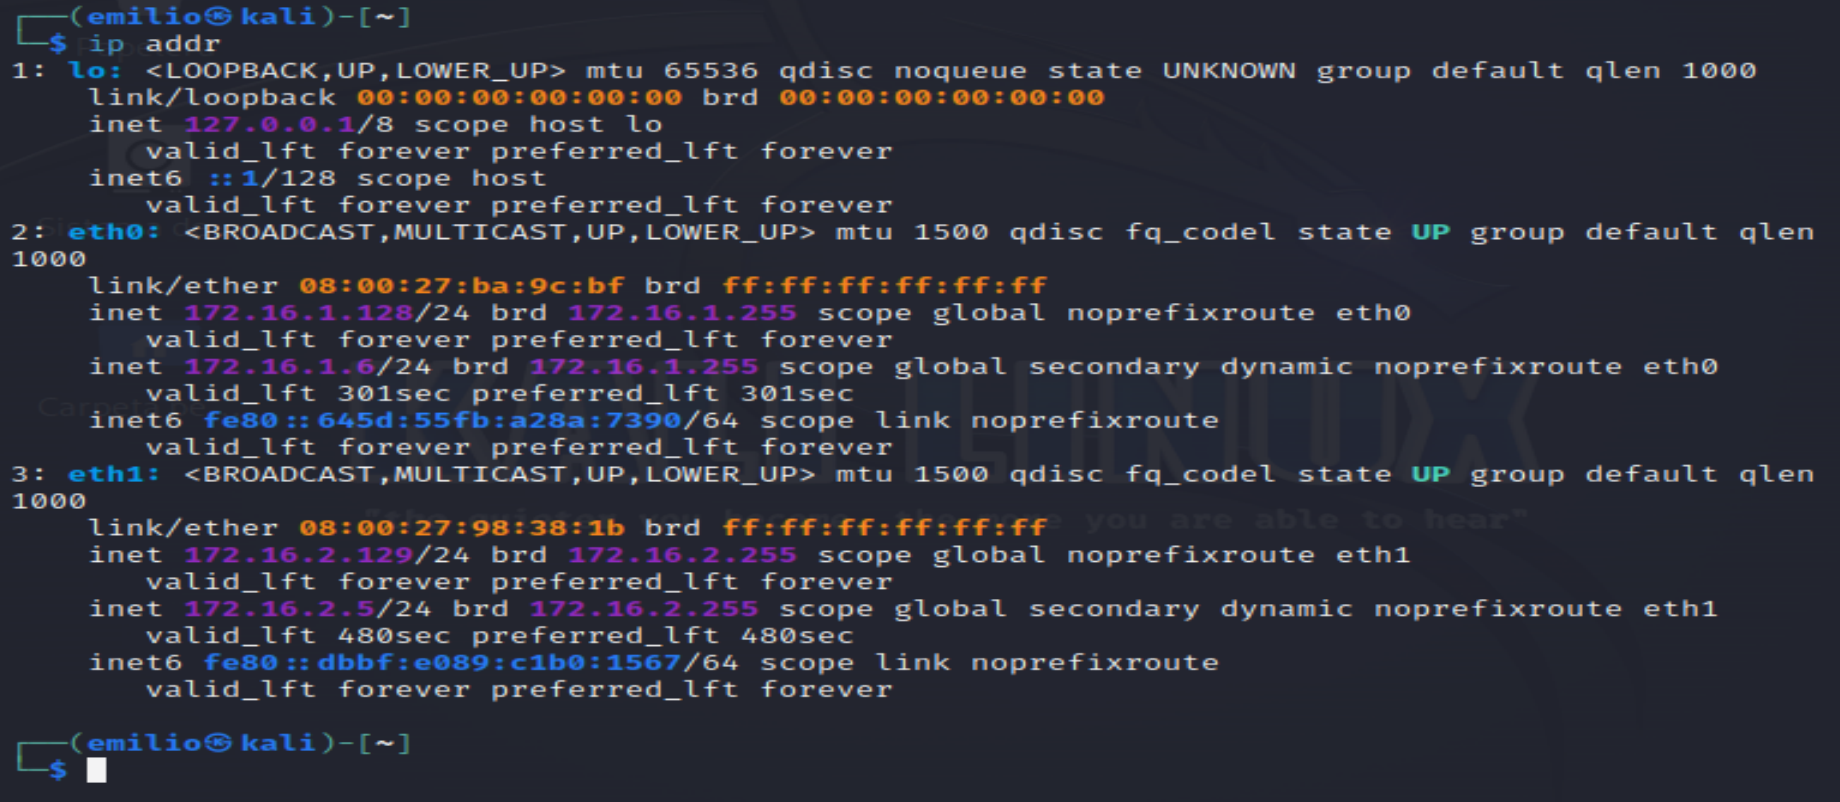 ┌──(emilio㉿kali)-[~]
└─$ ip addr
1: lo: <LOOPBACK,UP,LOWER_UP> mtu 65536 qdisc noqueue state UNKNOWN group default qlen 1000
    link/loopback 00:00:00:00:00:00 brd 00:00:00:00:00:00
    inet 127.0.0.1/8 scope host lo
       valid_lft forever preferred_lft forever
    inet6 ::1/128 scope host
       valid_lft forever preferred_lft forever
2: eth0: <BROADCAST,MULTICAST,UP,LOWER_UP> mtu 1500 qdisc fq_codel state UP group default qlen
1000
    link/ether 08:00:27:ba:9c:bf brd ff:ff:ff:ff:ff:ff
    inet 172.16.1.128/24 brd 172.16.1.255 scope global noprefixroute eth0
       valid_lft forever preferred_lft forever
    inet 172.16.1.6/24 brd 172.16.1.255 scope global secondary dynamic noprefixroute eth0
       valid_lft 301sec preferred_lft 301sec
    inet6 fe80::645d:55fb:a28a:7390/64 scope link noprefixroute
       valid_lft forever preferred_lft forever
3: eth1: <BROADCAST,MULTICAST,UP,LOWER_UP> mtu 1500 qdisc fq_codel state UP group default qlen
1000
    link/ether 08:00:27:98:38:1b brd ff:ff:ff:ff:ff:ff
    inet 172.16.2.129/24 brd 172.16.2.255 scope global noprefixroute eth1
       valid_lft forever preferred_lft forever
    inet 172.16.2.5/24 brd 172.16.2.255 scope global secondary dynamic noprefixroute eth1
       valid_lft 480sec preferred_lft 480sec
    inet6 fe80::dbbf:e089:c1b0:1567/64 scope link noprefixroute
       valid_lft forever preferred_lft forever
┌──(emilio㉿kali)-[~]
└─$